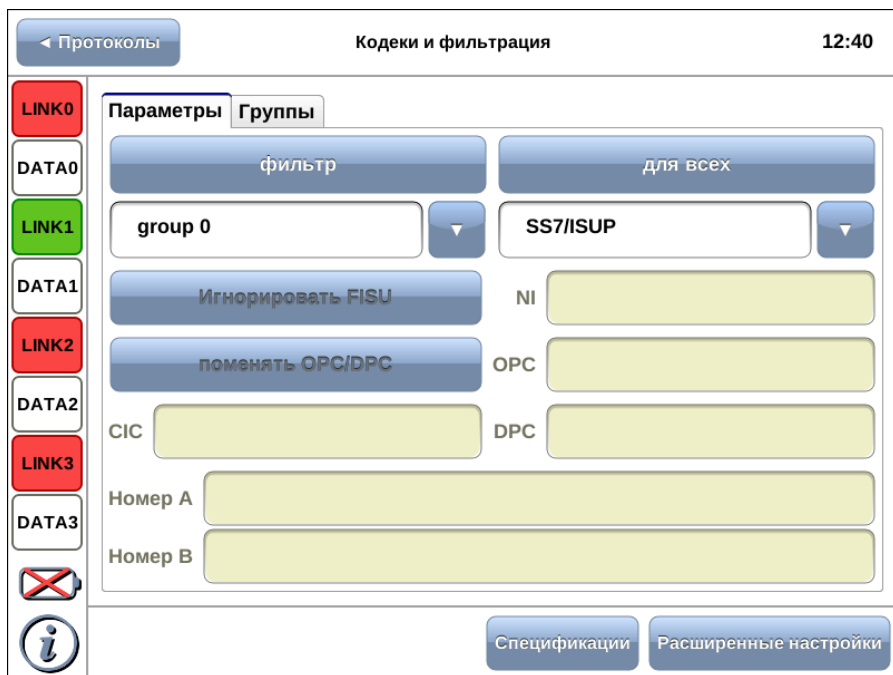 ◄ Протоколы Кодеки и фильтрация 12:40
LINK0
DATA0
LINK1
DATA1
LINK2
DATA2
LINK3
DATA3
i
Параметры Группы
фильтр для всех
group 0 SS7/ISUP
Игнорировать FISU NI
поменять OPC/DPC OPC
CIC DPC
Номер A
Номер B
Спецификации Расширенные настройки